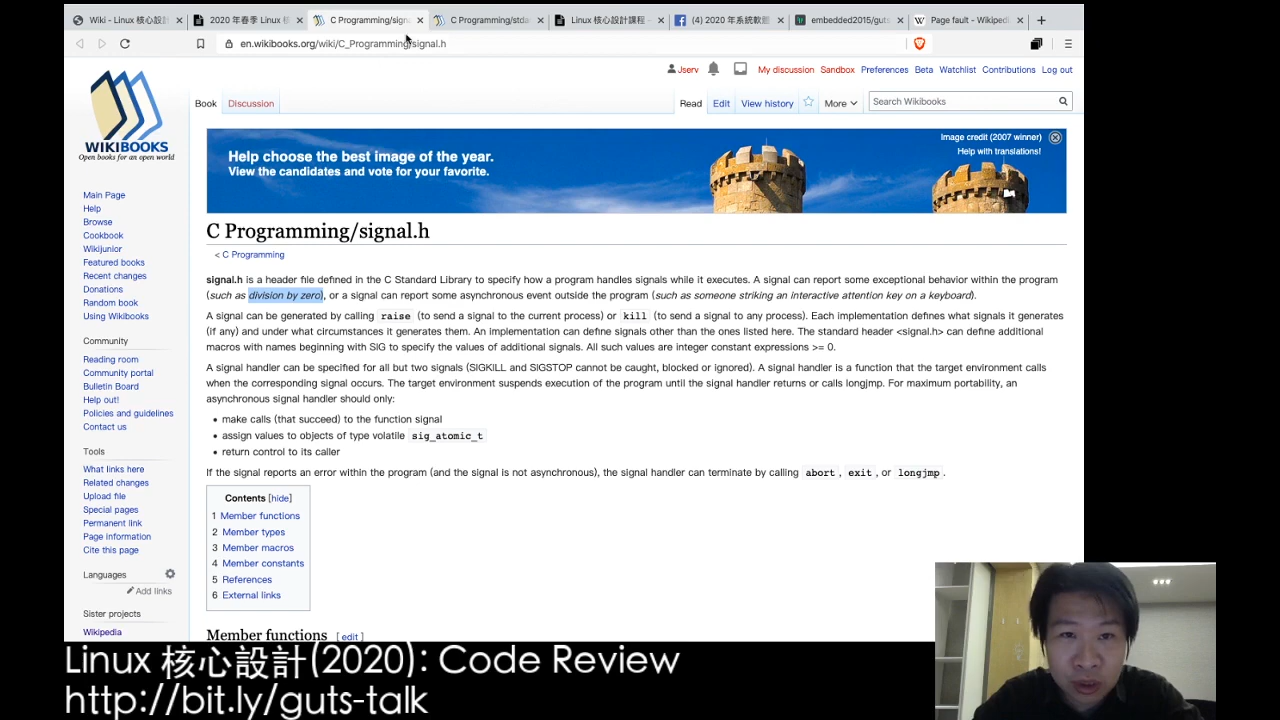 Wiki - Linux 核心設計
2020 年春季 Linux 核
C Programming/signa
C Programming/stda
Linux 核心設計課程 -
(4) 2020 年系統軟體
embedded2015/guts
Page fault - Wikipedi
en.wikibooks.org/wiki/C_Programming/signal.h
Jserv My discussion Sandbox Preferences Beta Watchlist Contributions Log out
Book Discussion Read Edit View history More Search Wikibooks
WIKIBOOKS
Open books for an open world
Help choose the best image of the year.
View the candidates and vote for your favorite.
Image credit (2007 winner)
Help with translations!
Main Page
Help
Browse
Cookbook
Wikijunior
Featured books
Recent changes
Donations
Random book
Using Wikibooks
Community
Reading room
Community portal
Bulletin Board
Help out!
Policies and guidelines
Contact us
Tools
What links here
Related changes
Upload file
Special pages
Permanent link
Page information
Cite this page
Languages
Add links
Sister projects
Wikipedia
C Programming/signal.h
< C Programming
signal.h is a header file defined in the C Standard Library to specify how a program handles signals while it executes. A signal can report some exceptional behavior within the program
(such as division by zero), or a signal can report some asynchronous event outside the program (such as someone striking an interactive attention key on a keyboard).
A signal can be generated by calling raise (to send a signal to the current process) or kill (to send a signal to any process). Each implementation defines what signals it generates
(if any) and under what circumstances it generates them. An implementation can define signals other than the ones listed here. The standard header <signal.h> can define additional
macros with names beginning with SIG to specify the values of additional signals. All such values are integer constant expressions >= 0.
A signal handler can be specified for all but two signals (SIGKILL and SIGSTOP cannot be caught, blocked or ignored). A signal handler is a function that the target environment calls
when the corresponding signal occurs. The target environment suspends execution of the program until the signal handler returns or calls longjmp. For maximum portability, an
asynchronous signal handler should only:
• make calls (that succeed) to the function signal
• assign values to objects of type volatile sig_atomic_t
• return control to its caller
If the signal reports an error within the program (and the signal is not asynchronous), the signal handler can terminate by calling abort, exit, or longjmp.
Contents [hide]
1 Member functions
2 Member types
3 Member macros
4 Member constants
5 References
6 External links
Member functions [ edit ]
Linux 核心設計(2020): Code Review
http://bit.ly/guts-talk